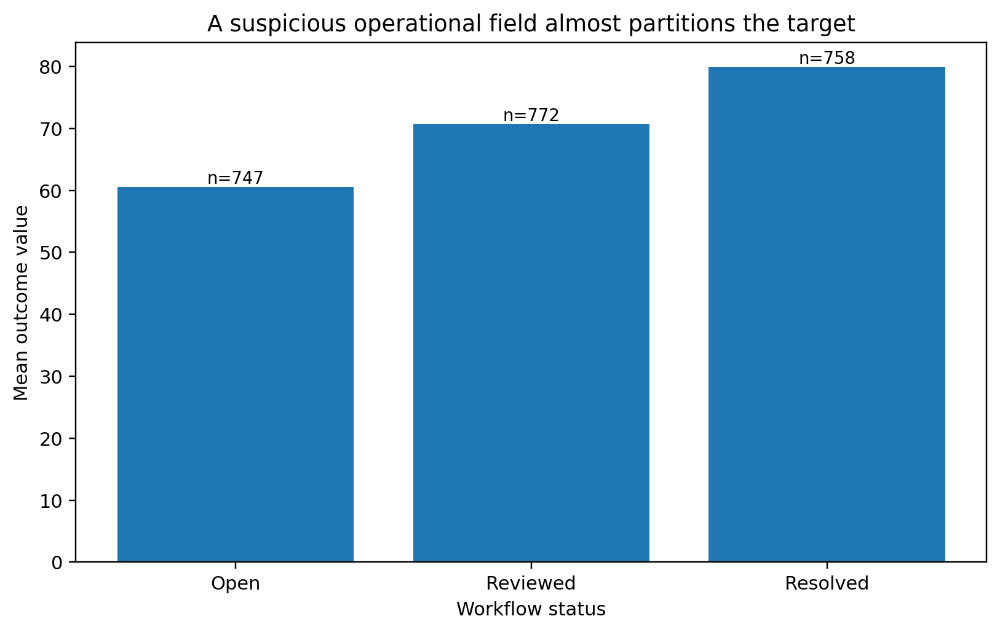 A suspicious operational field almost partitions the target
Mean outcome value
80
70
60
50
40
30
20
10
0
n=747
n=772
n=758
Open
Reviewed
Resolved
Workflow status